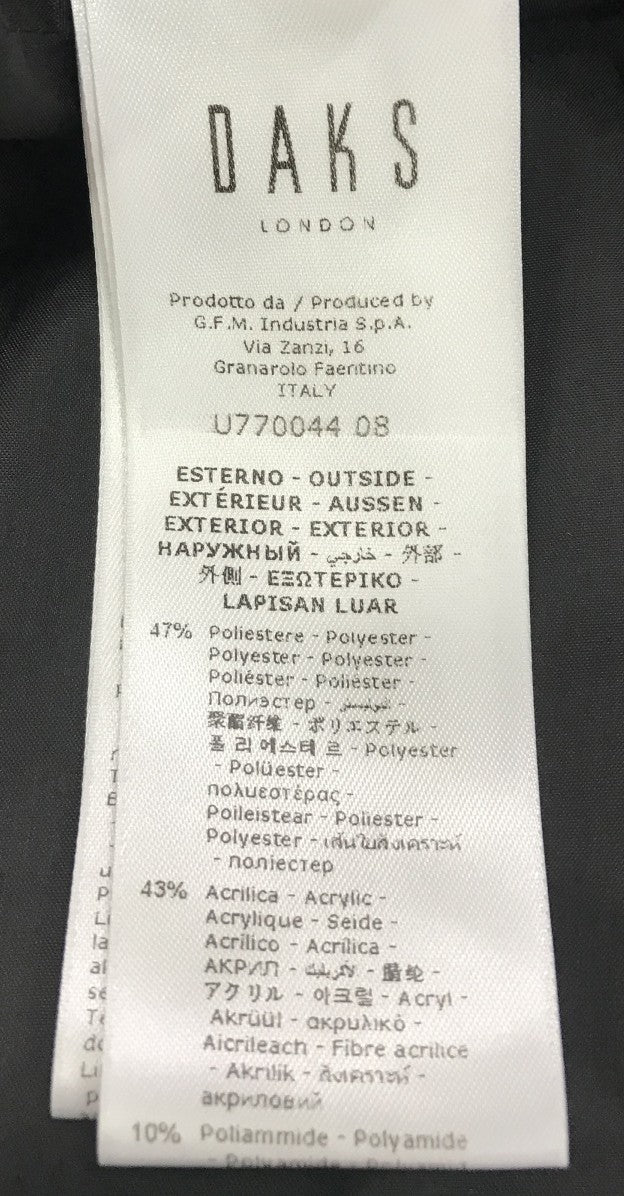 DAKS
LONDON
Prodotto da / Produced by
G.F.M. Industria S.p.A.
Via Zanzi, 16
Granarolo Faentino
ITALY
U770044 08
ESTERNO - OUTSIDE -
EXTÉRIEUR - AUSSEN -
EXTERIOR - EXTERIOR -
НАРУЖНЫЙ - خارجي - 外部 -
外側 - ΕΞΩΤΕΡΙΚΟ -
LAPISAN LUAR
47% Poliestere - Polyester -
Polyester - Polyester -
Poliéster - Poliéster -
Полиэстер - -
聚酯纤维 - ポリエステル -
폴리에스테르 - Polyester
- Polüester -
πολυεστέρας -
Poileistear - Poliester -
Polyester - เส้นใยสังเคราะห์
- поліестер
43% Acrilica - Acrylic -
Acrylique - Seide -
Acrílico - Acrílica -
АКРИЛ - - 腈纶 -
アクリル - 아크릴 - Acryl -
Akrüül - ακρυλικό -
Aicrileach - Fibre acrilice
- Akrilik - สังเคราะห์ -
акриловий
10% Poliammide - Polyamide
- Polyamide - Polyamid